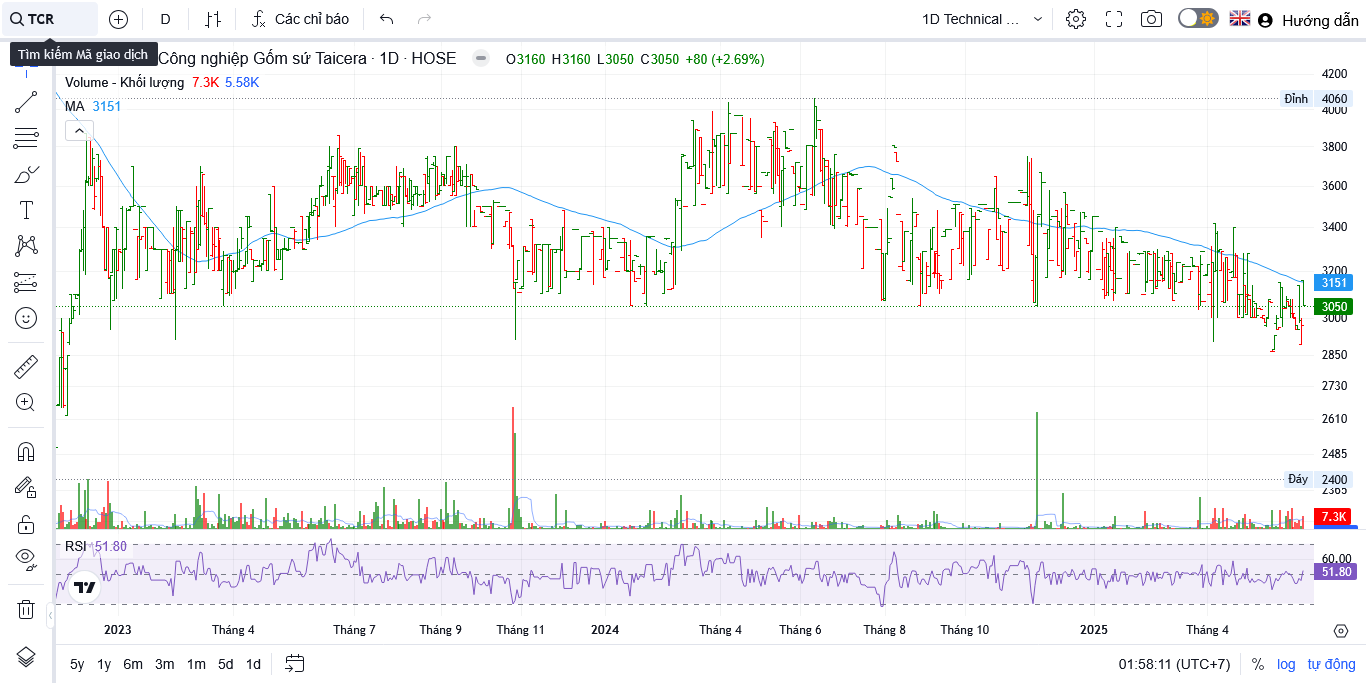 TCR
D
Các chỉ báo
1D Technical ...
Hướng dẫn
Tìm kiếm Mã giao dịch
Công nghiệp Gốm sứ Taicera · 1D · HOSE
O3160 H3160 L3050 C3050 +80 (+2.69%)
Volume - Khối lượng 7.3K 5.58K
MA 3151
4200
Đỉnh 4060
4000
3800
3600
3400
3200
3151
3050
3000
2850
2730
2610
2485
Đáy 2400
2365
7.3K
RSI 51.80
60.00
51.80
2023 Tháng 4 Tháng 7 Tháng 9 Tháng 11 2024 Tháng 4 Tháng 6 Tháng 8 Tháng 10 2025 Tháng 4
5y 1y 6m 3m 1m 5d 1d
01:58:11 (UTC+7) % log tự động